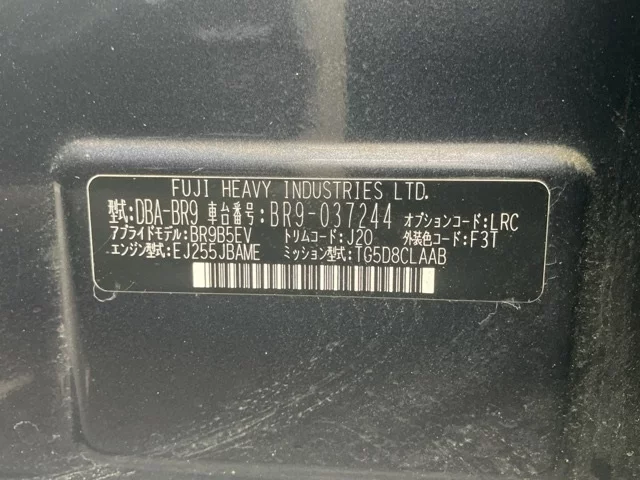 FUJI HEAVY INDUSTRIES LTD.
型式:DBA-BR9 車台番号:BR9-037244 オプションコード:LRC
アプライドモデル:BR9B5EV トリムコード:J20 外装色コード:F3T
エンジン型式:EJ255JBAME ミッション型式:TG5D8CLAAB